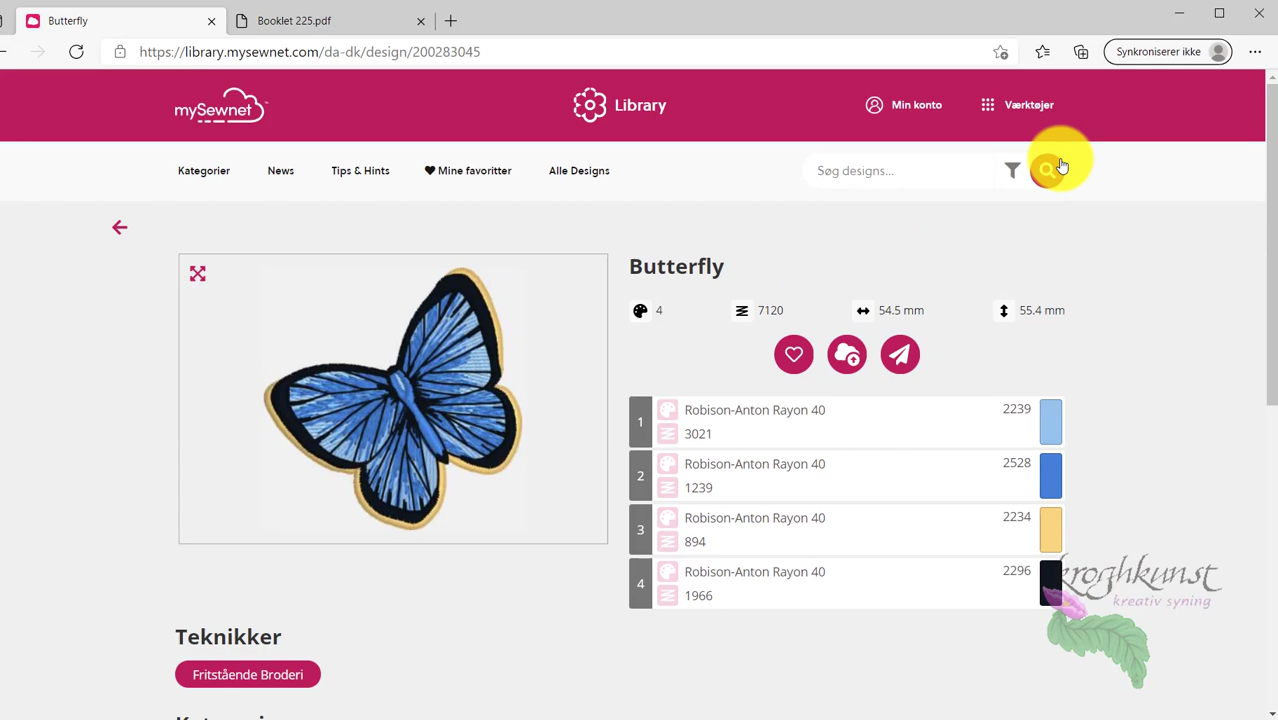 Butterfly
Booklet 225.pdf
https://library.mysewnet.com/da-dk/design/200283045
Synkroniserer ikke
mySewnet™
Library
Min konto
Værktøjer
Kategorier
News
Tips & Hints
Mine favoritter
Alle Designs
Søg designs...
Butterfly
4
7120
54.5 mm
55.4 mm
1
Robison-Anton Rayon 40
2239
3021
2
Robison-Anton Rayon 40
2528
1239
3
Robison-Anton Rayon 40
2234
894
4
Robison-Anton Rayon 40
2296
1966
kroghkunst
kreativ syning
Teknikker
Fritstående Broderi